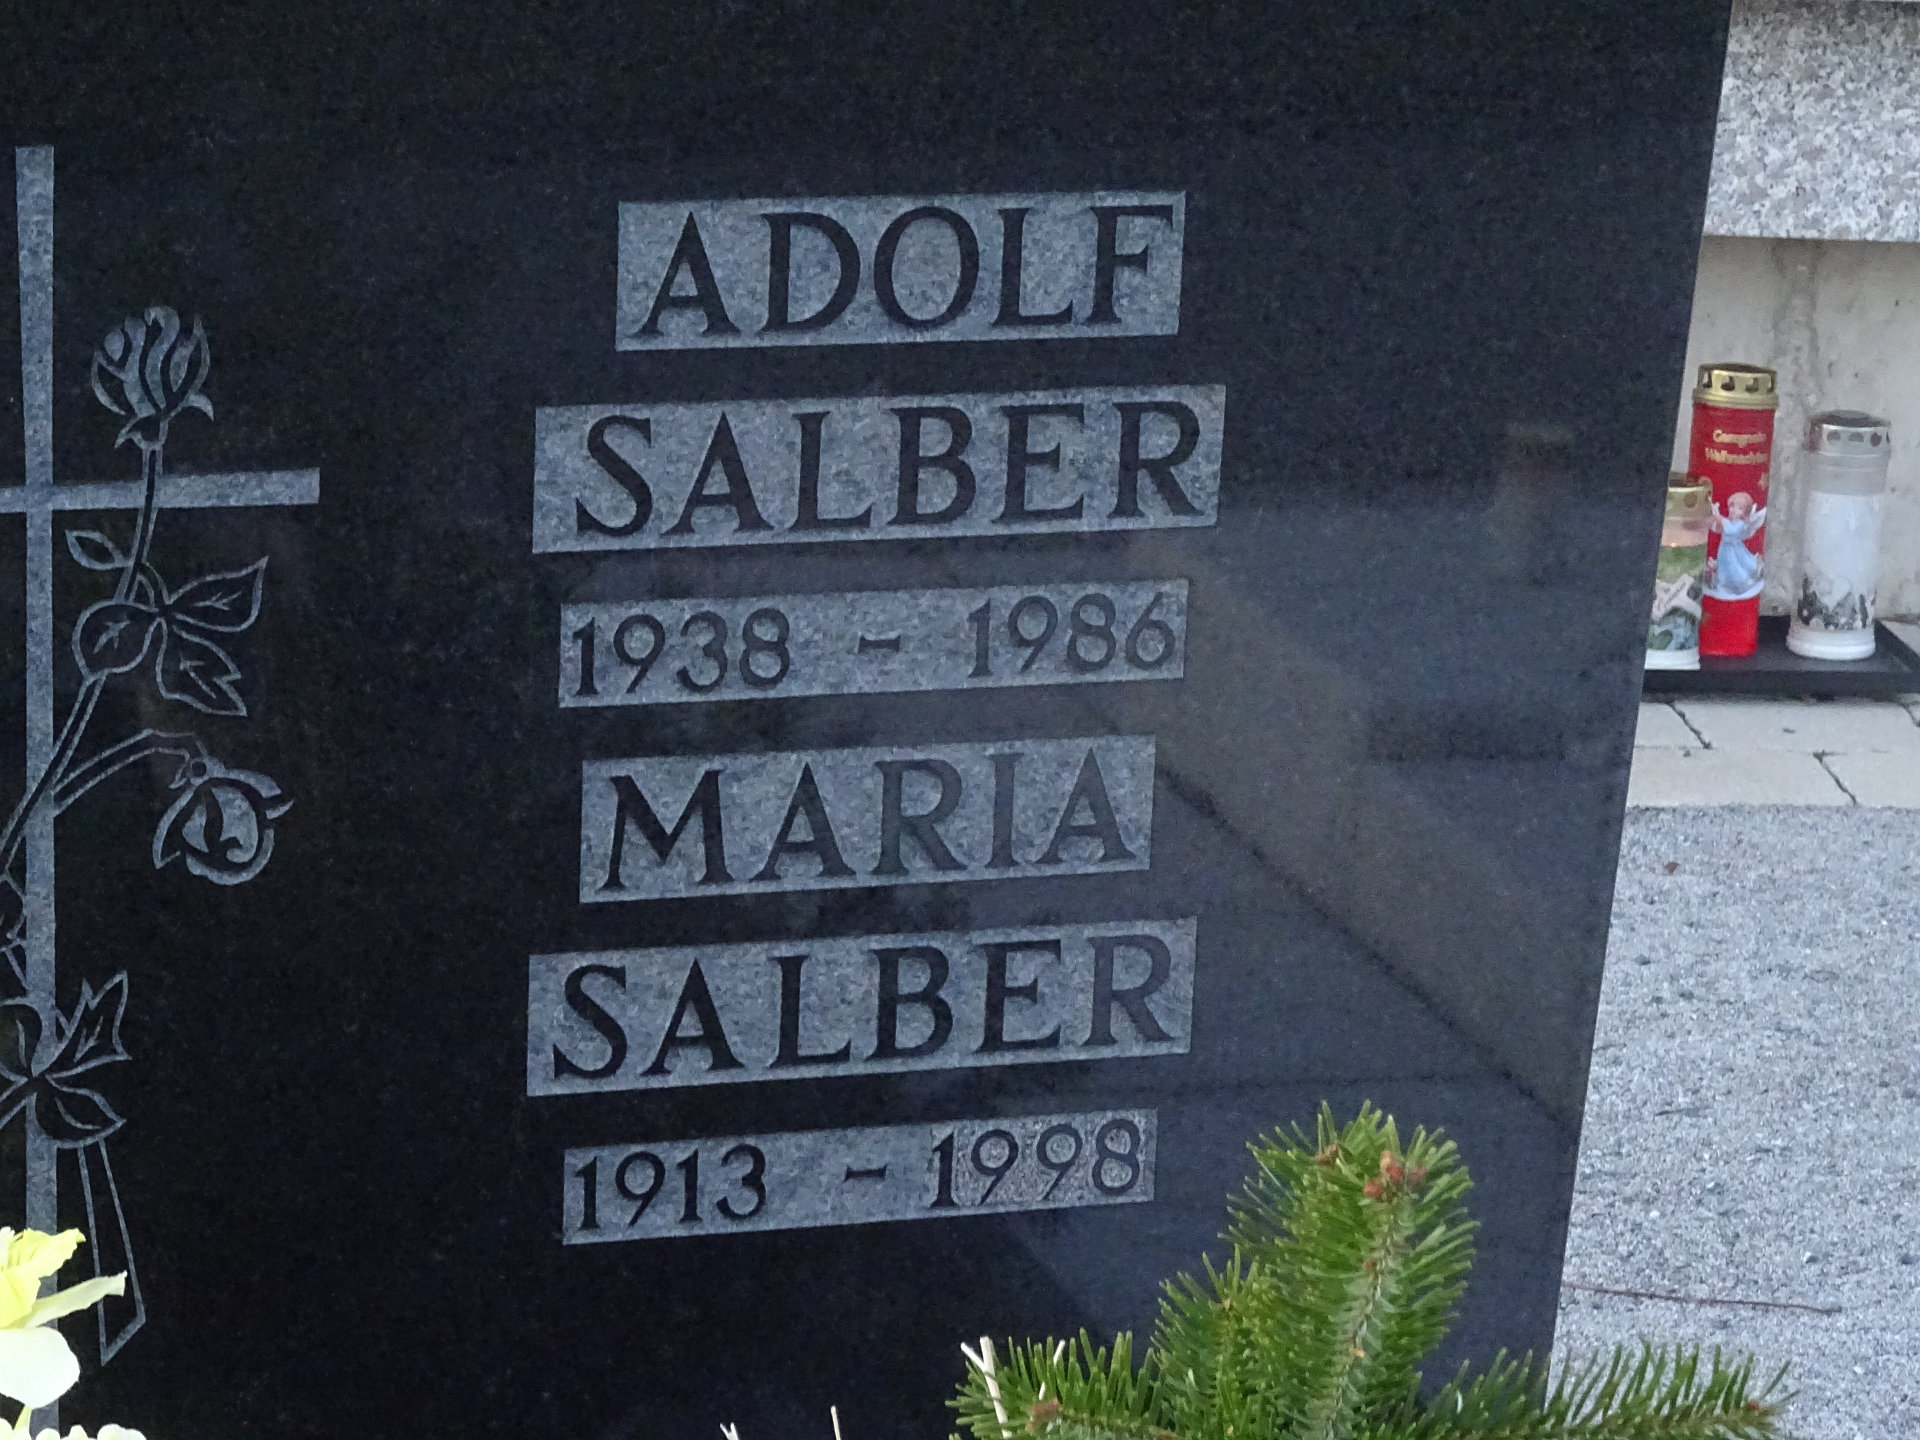 ADOLF
SALBER
1938 - 1986
MARIA
SALBER
1913 - 1998